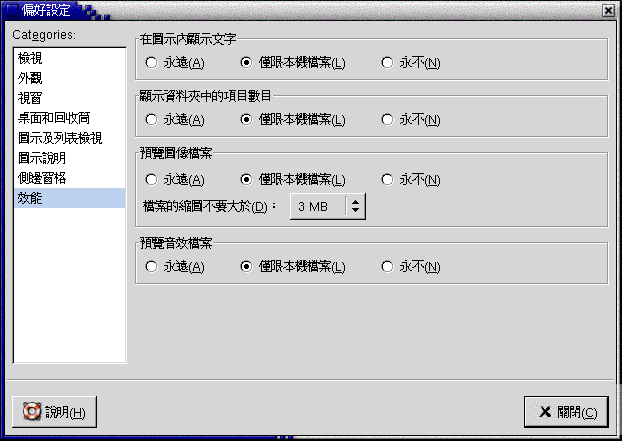 偏好設定
Categories:
檢視
外觀
視窗
桌面和回收筒
圖示及列表檢視
圖示說明
側邊窗格
效能
在圖示內顯示文字
永遠(A) 僅限本機檔案(L) 永不(N)
顯示資料夾中的項目數目
永遠(A) 僅限本機檔案(L) 永不(N)
預覽圖像檔案
永遠(A) 僅限本機檔案(L) 永不(N)
檔案的縮圖不要大於(D)： 3 MB
預覽音效檔案
永遠(A) 僅限本機檔案(L) 永不(N)
說明(H) 關閉(C)